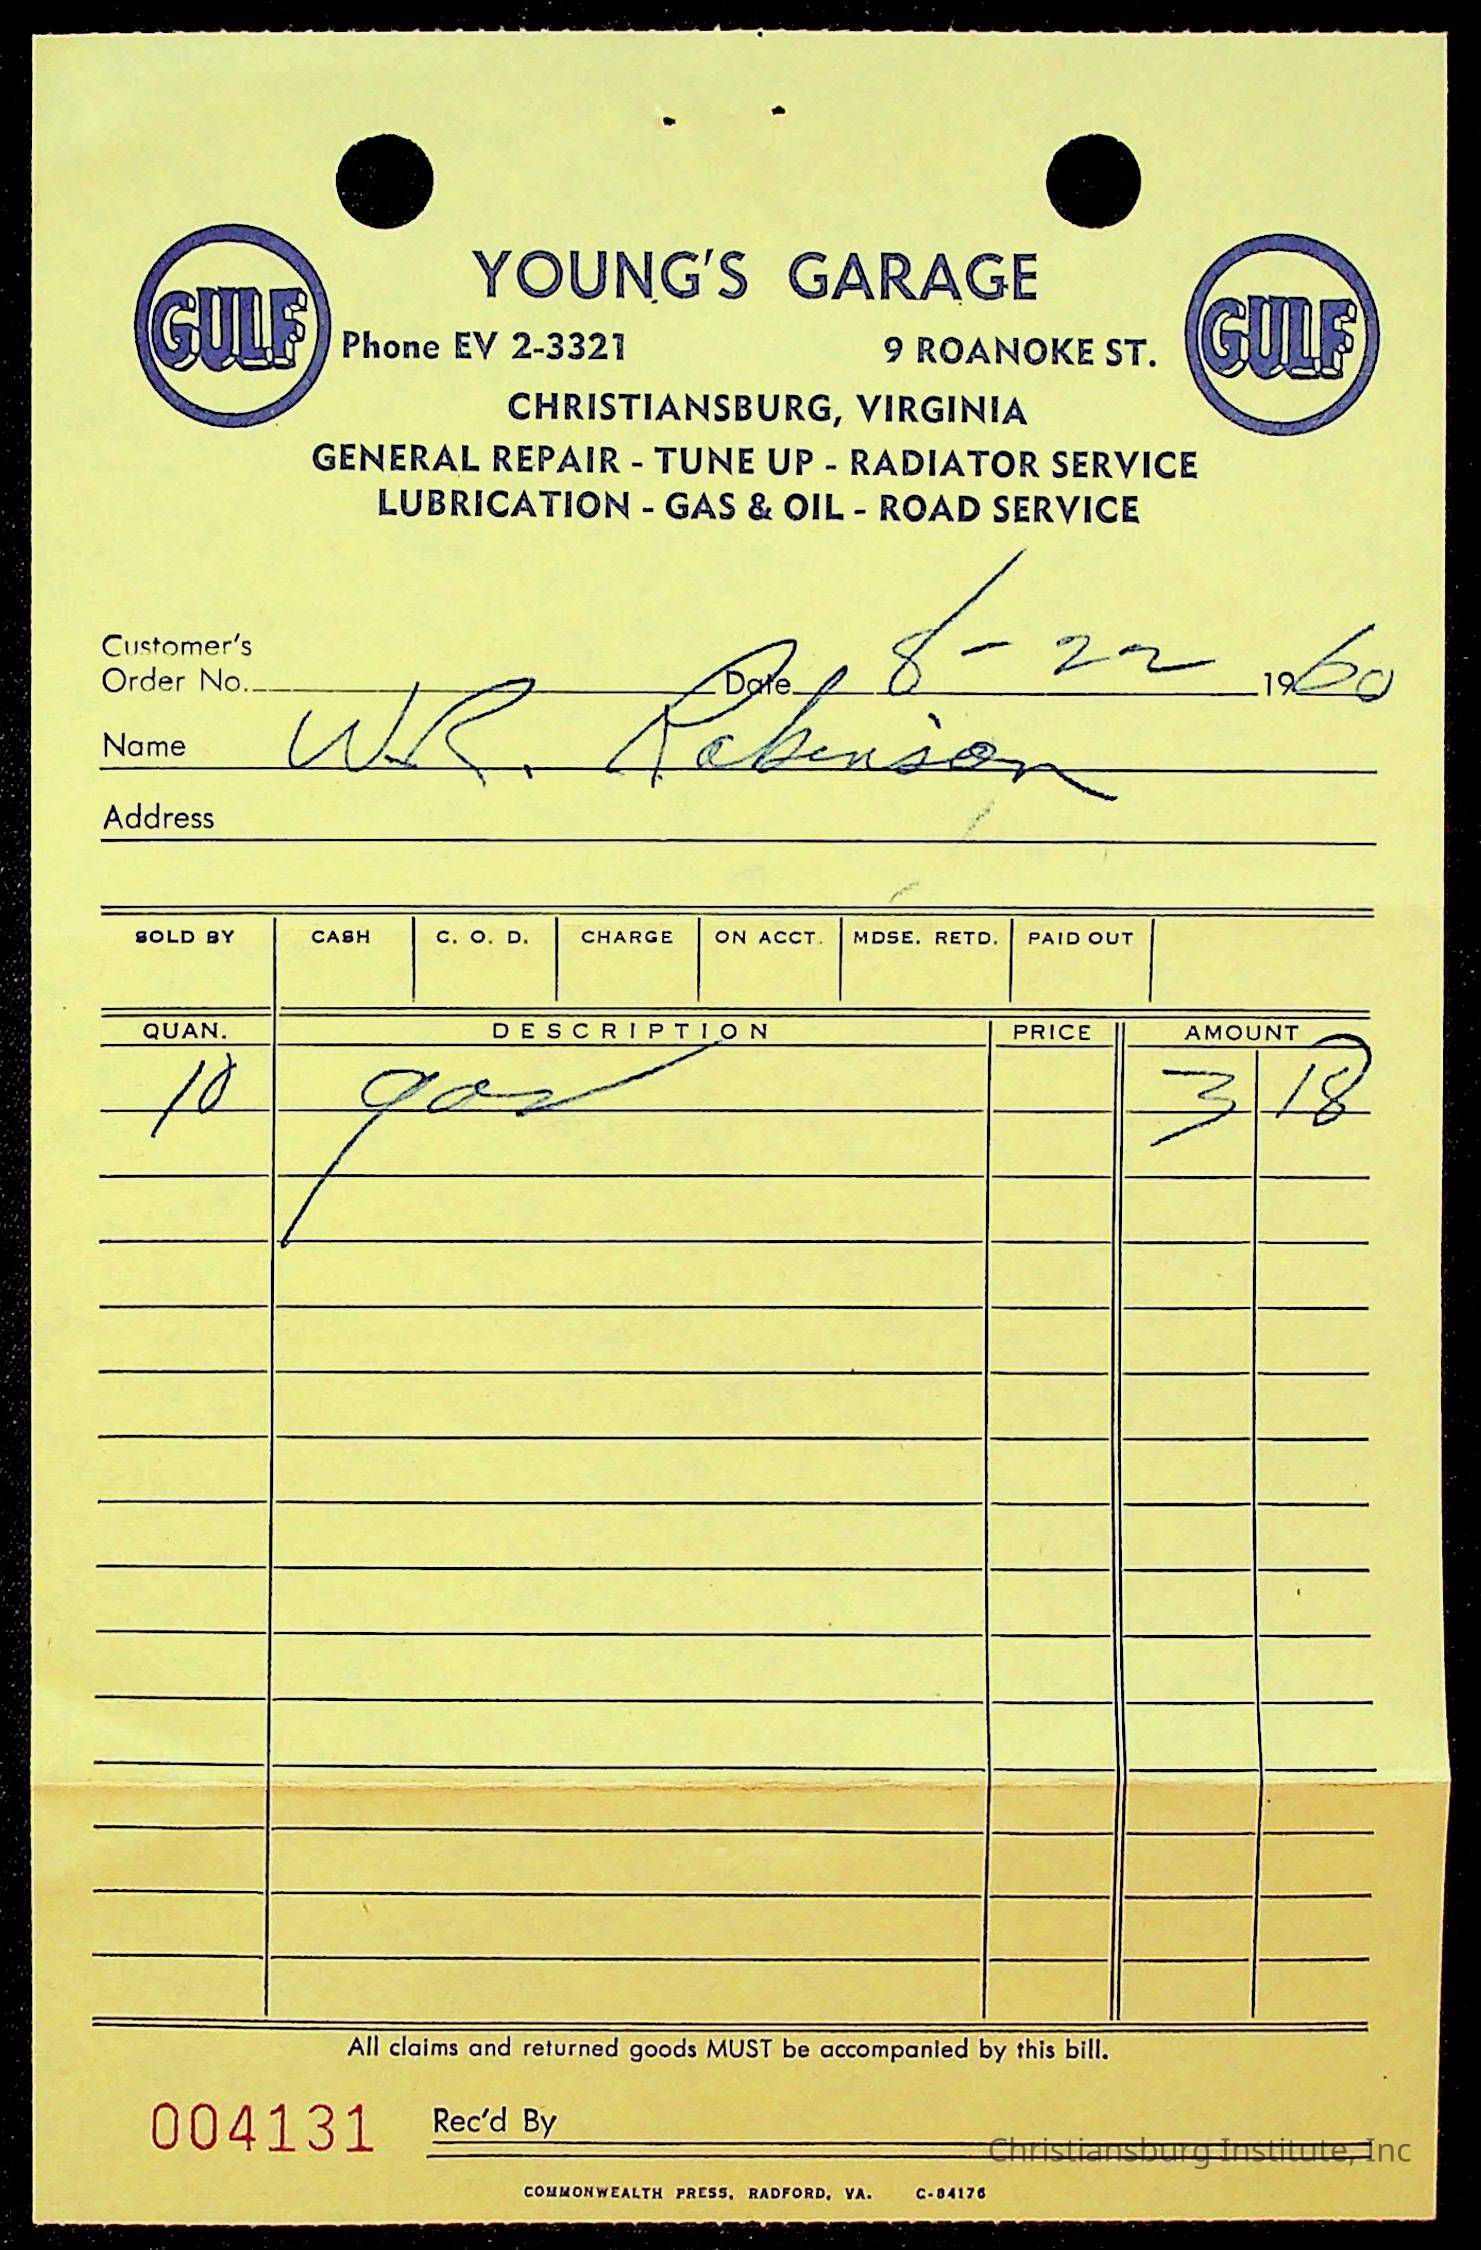 YOUNG'S GARAGE
GULF
GULF
Phone EV 2-3321 9 ROANOKE ST.
CHRISTIANSBURG, VIRGINIA
GENERAL REPAIR - TUNE UP - RADIATOR SERVICE
LUBRICATION - GAS & OIL - ROAD SERVICE
Customer's
Order No. Date 8-22 1960
Name W.R. Robinson
Address
SOLD BY CASH C. O. D. CHARGE ON ACCT. MDSE. RETD. PAID OUT
QUAN. DESCRIPTION PRICE AMOUNT
10 gas 3 18
All claims and returned goods MUST be accompanied by this bill.
004131 Rec'd By
Christiansburg Institute, Inc
COMMONWEALTH PRESS, RADFORD, VA. C-84176